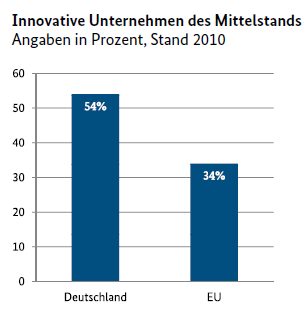 Innovative Unternehmen des Mittelstands
Angaben in Prozent, Stand 2010
60
50
40
30
20
10
0
54%
34%
Deutschland
EU